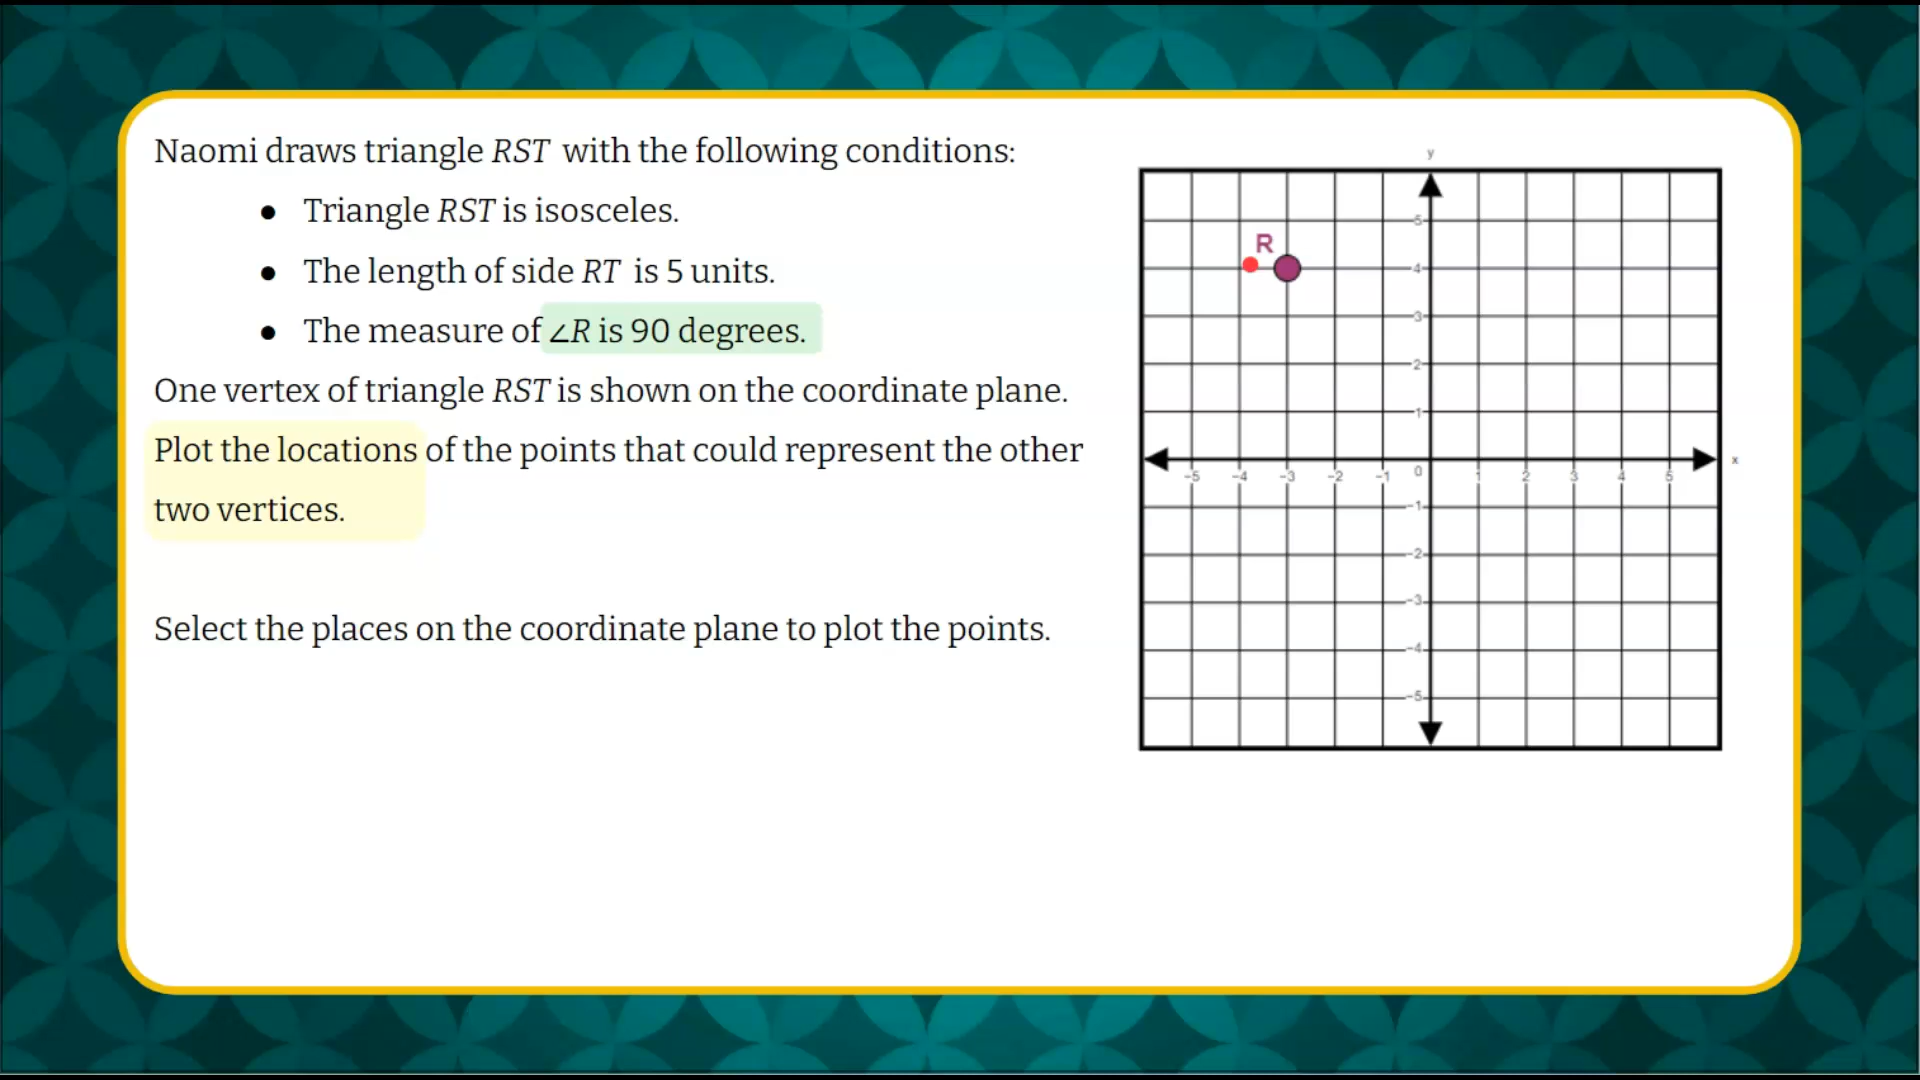 Naomi draws triangle RST with the following conditions:
● Triangle RST is isosceles.
● The length of side RT is 5 units.
● The measure of ∠R is 90 degrees.
One vertex of triangle RST is shown on the coordinate plane.
Plot the locations of the points that could represent the other
two vertices.
Select the places on the coordinate plane to plot the points.
y
5
R
4
3
2
1
x
-5 -4 -3 -2 -1 0 1 2 3 4 5
-1
-2
-3
-4
-5